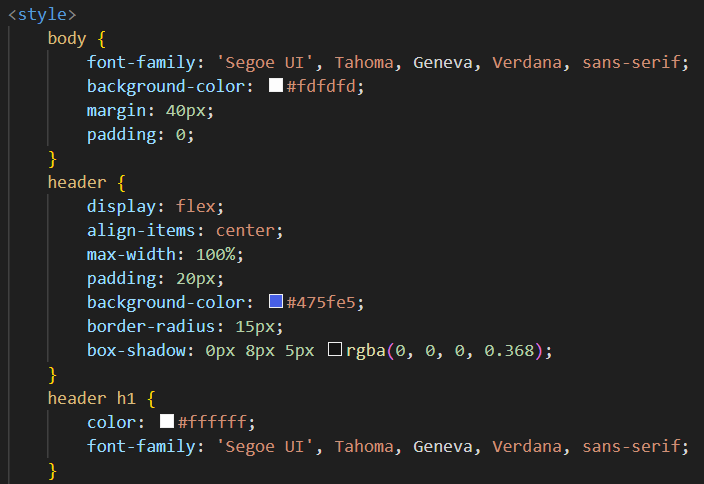 <style>
body {
font-family: 'Segoe UI', Tahoma, Geneva, Verdana, sans-serif;
background-color: #fdfdfd;
margin: 40px;
padding: 0;
}
header {
display: flex;
align-items: center;
max-width: 100%;
padding: 20px;
background-color: #475fe5;
border-radius: 15px;
box-shadow: 0px 8px 5px rgba(0, 0, 0, 0.368);
}
header h1 {
color: #ffffff;
font-family: 'Segoe UI', Tahoma, Geneva, Verdana, sans-serif;
}